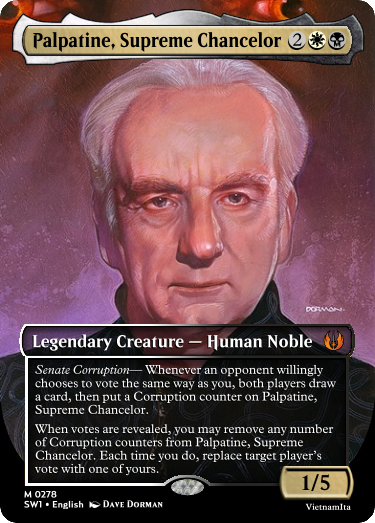 Palpatine, Supreme Chancelor 2
DORMAN
Legendary Creature — Human Noble
Senate Corruption— Whenever an opponent willingly
chooses to vote the same way as you, both players draw
a card, then put a Corruption counter on Palpatine,
Supreme Chancelor.
When votes are revealed, you may remove any
number of Corruption counters from Palpatine, Supreme
Chancelor. Each time you do, replace target player's
vote with one of yours.
1/5
M 0278
SW1 • English DAVE DORMAN
VietnamIta